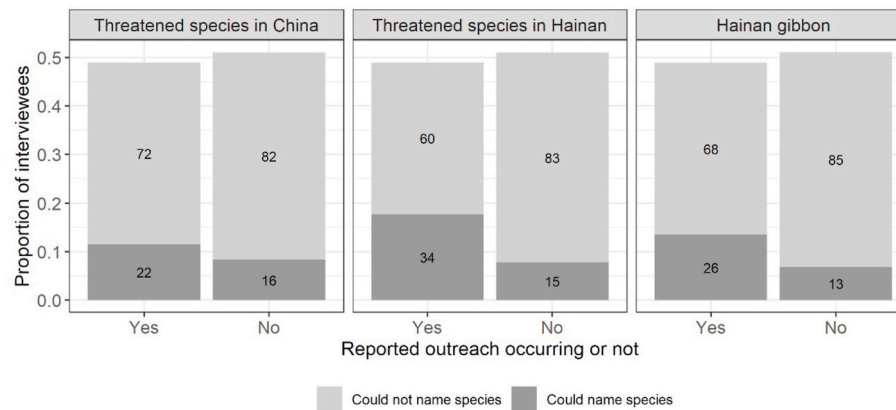 Threatened species in China
Threatened species in Hainan
Hainan gibbon
Proportion of interviewees
0.5
0.4
0.3
0.2
0.1
0.0
72
82
22
16
60
83
34
15
68
85
26
13
Yes No
Yes No
Yes No
Reported outreach occurring or not
Could not name species
Could name species